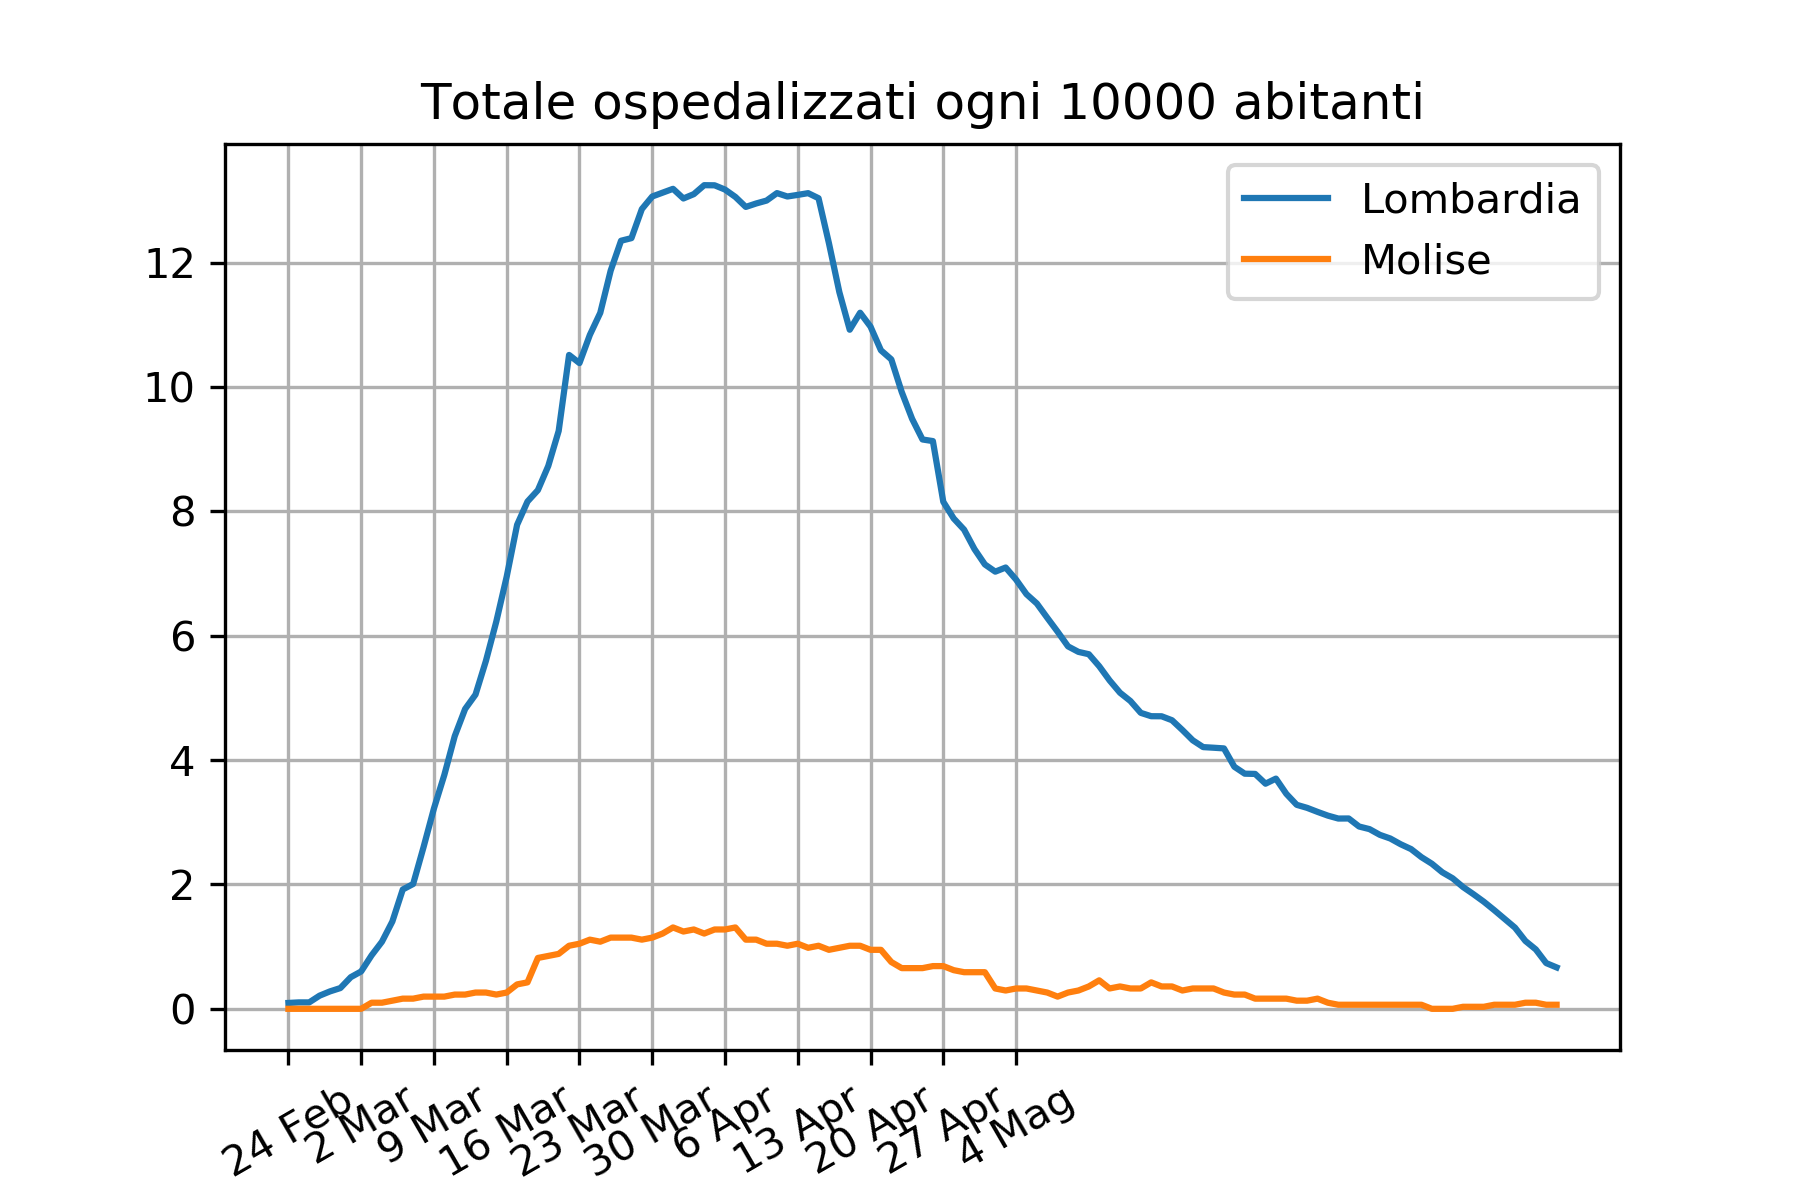 Totale ospedalizzati ogni 10000 abitanti
Lombardia
Molise
12
10
8
6
4
2
0
24 Feb
2 Mar
9 Mar
16 Mar
23 Mar
30 Mar
6 Apr
13 Apr
20 Apr
27 Apr
4 Mag